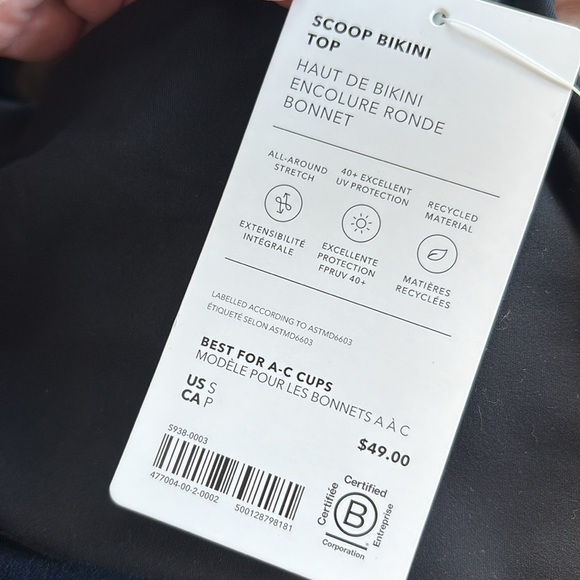 SCOOP BIKINI
TOP
HAUT DE BIKINI
ENCOLURE RONDE
BONNET
ALL-AROUND
STRETCH
EXTENSIBILITÉ
INTÉGRALE
40+ EXCELLENT
UV PROTECTION
EXCELLENTE
PROTECTION
FPRUV 40+
RECYCLED
MATERIAL
MATIÈRES
RECYCLÉES
LABELLED ACCORDING TO ASTMD6603
ÉTIQUETÉ SELON ASTMD6603
BEST FOR A-C CUPS
MODÈLE POUR LES BONNETS A À C
US S
CA P
$49.00
5938-0003
477004-00-2-0002 500128798181
Certified
Certifiée
B
Entreprise
Corporation